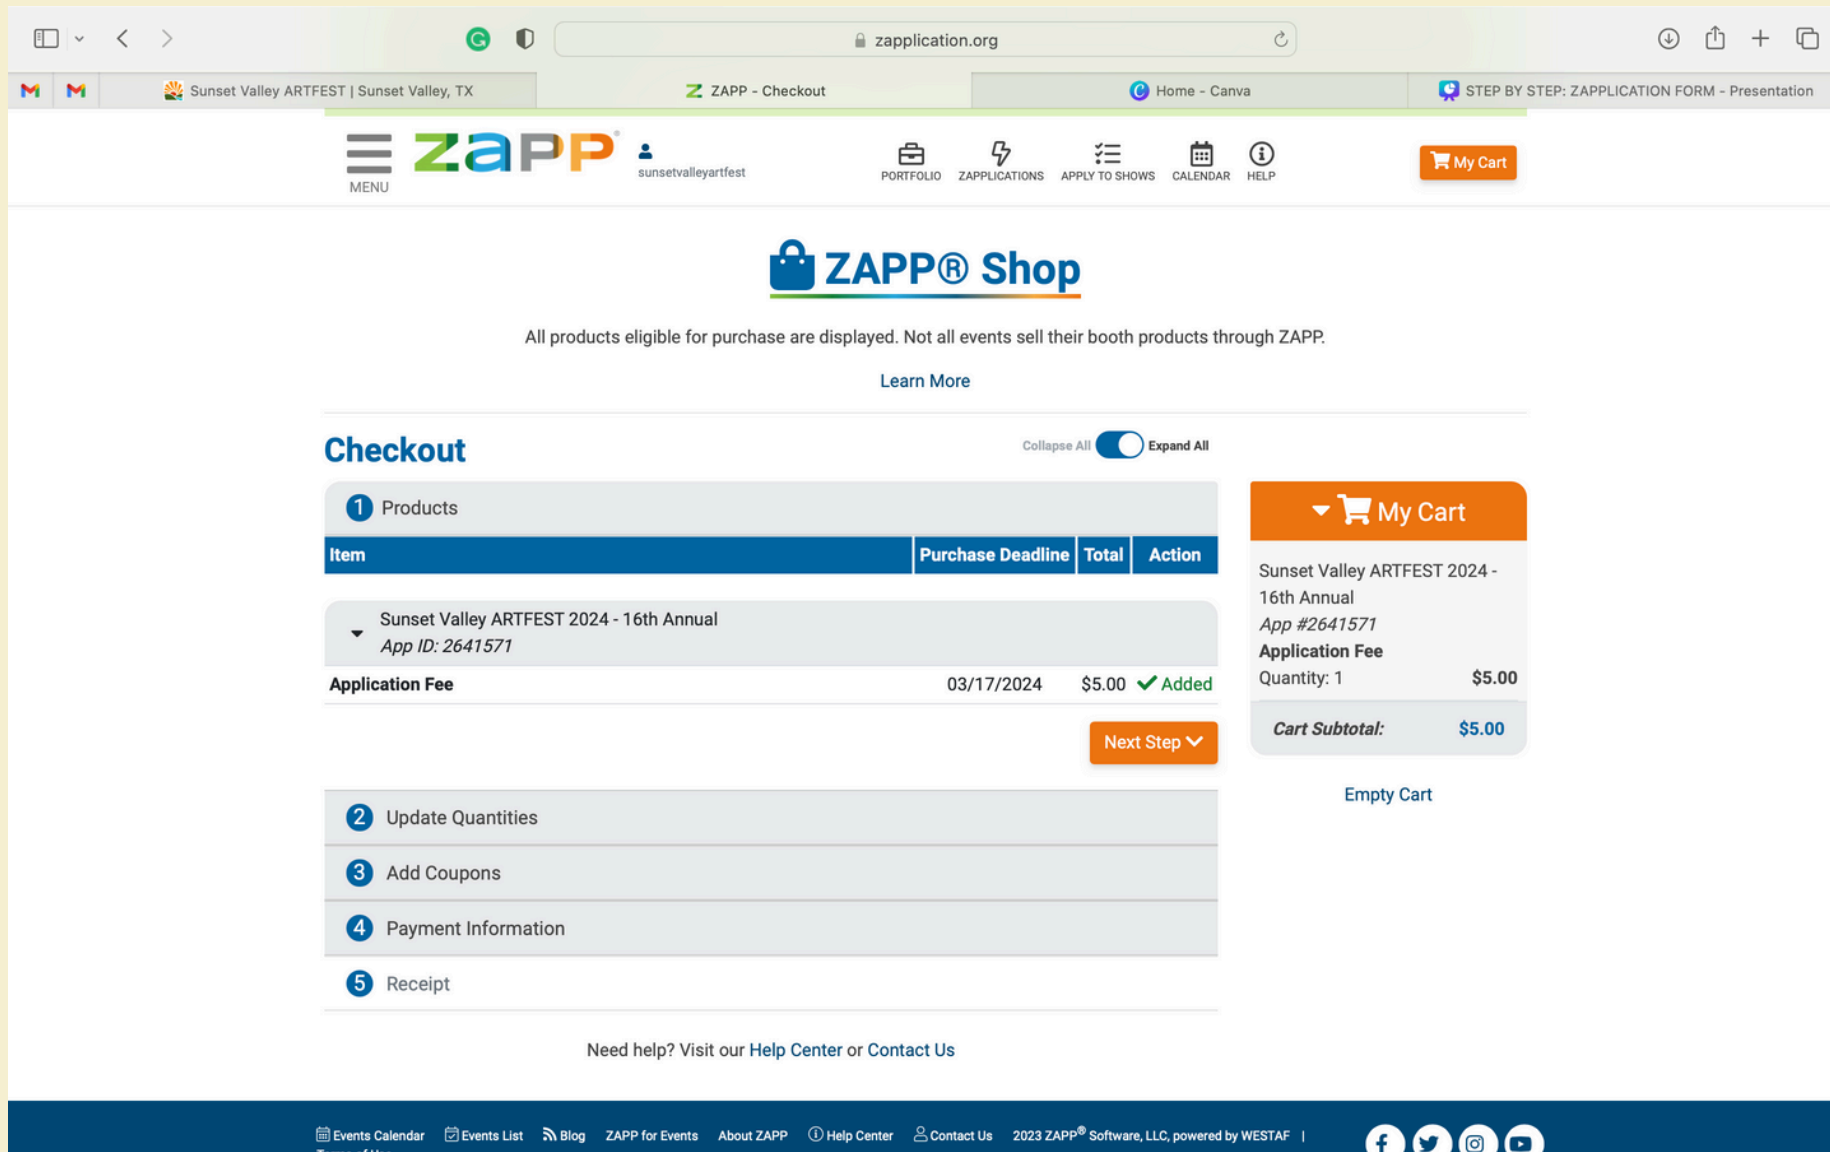 zapplication.org
Sunset Valley ARTFEST | Sunset Valley, TX
ZAPP - Checkout
Home - Canva
STEP BY STEP: ZAPPLICATION FORM - Presentation
MENU
zapp®
sunsetvalleyartfest
PORTFOLIO
ZAPPLICATIONS
APPLY TO SHOWS
CALENDAR
HELP
My Cart
ZAPP® Shop
All products eligible for purchase are displayed. Not all events sell their booth products through ZAPP.
Learn More
Checkout
Collapse All
Expand All
1 Products
Item
Purchase Deadline
Total
Action
Sunset Valley ARTFEST 2024 - 16th Annual
App ID: 2641571
Application Fee
03/17/2024
$5.00
Added
Next Step
2 Update Quantities
3 Add Coupons
4 Payment Information
5 Receipt
My Cart
Sunset Valley ARTFEST 2024 -
16th Annual
App #2641571
Application Fee
Quantity: 1 $5.00
Cart Subtotal: $5.00
Empty Cart
Need help? Visit our Help Center or Contact Us
Events Calendar
Events List
Blog
ZAPP for Events
About ZAPP
Help Center
Contact Us
2023 ZAPP® Software, LLC, powered by WESTAF |